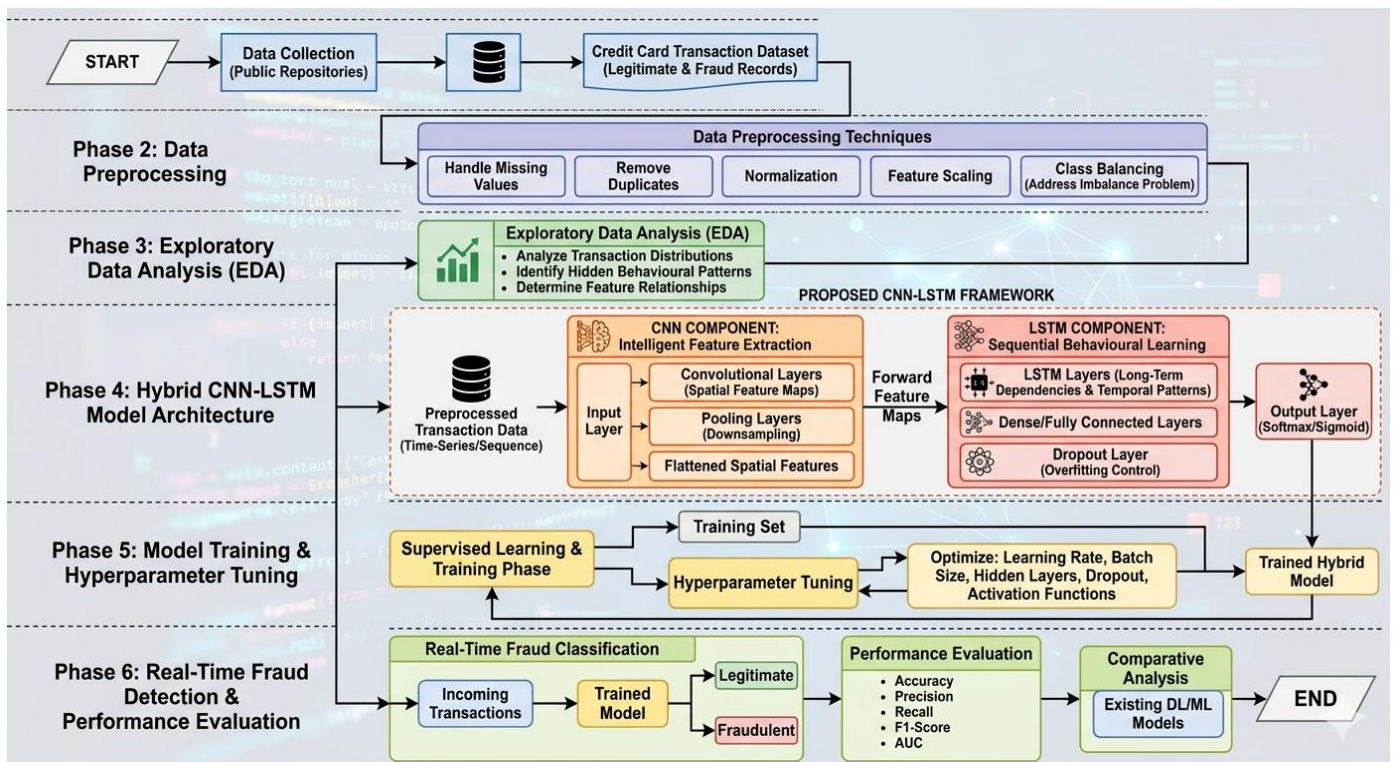 START
Data Collection
(Public Repositories)
Credit Card Transaction Dataset
(Legitimate & Fraud Records)
Phase 2: Data
Preprocessing
Data Preprocessing Techniques
Handle Missing
Values
Remove
Duplicates
Normalization
Feature Scaling
Class Balancing
(Address Imbalance Problem)
Phase 3: Exploratory
Data Analysis (EDA)
Exploratory Data Analysis (EDA)
• Analyze Transaction Distributions
• Identify Hidden Behavioural Patterns
• Determine Feature Relationships
PROPOSED CNN-LSTM FRAMEWORK
Phase 4: Hybrid CNN-LSTM
Model Architecture
Preprocessed
Transaction Data
(Time-Series/Sequence)
CNN COMPONENT:
Intelligent Feature Extraction
Input
Layer
Convolutional Layers
(Spatial Feature Maps)
Pooling Layers
(Downsampling)
Flattened Spatial Features
Forward
Feature
Maps
LSTM COMPONENT:
Sequential Behavioural Learning
LSTM Layers (Long-Term
Dependencies & Temporal Patterns)
Dense/Fully Connected Layers
Dropout Layer
(Overfitting Control)
Output Layer
(Softmax/Sigmoid)
Phase 5: Model Training &
Hyperparameter Tuning
Supervised Learning &
Training Phase
Training Set
Hyperparameter Tuning
Optimize: Learning Rate, Batch
Size, Hidden Layers, Dropout,
Activation Functions
123
Trained Hybrid
Model
Phase 6: Real-Time Fraud
Detection &
Performance Evaluation
Real-Time Fraud Classification
Incoming
Transactions
Trained
Model
Legitimate
Fraudulent
Performance Evaluation
• Accuracy
• Precision
• Recall
• F1-Score
• AUC
Comparative
Analysis
Existing DL/ML
Models
END